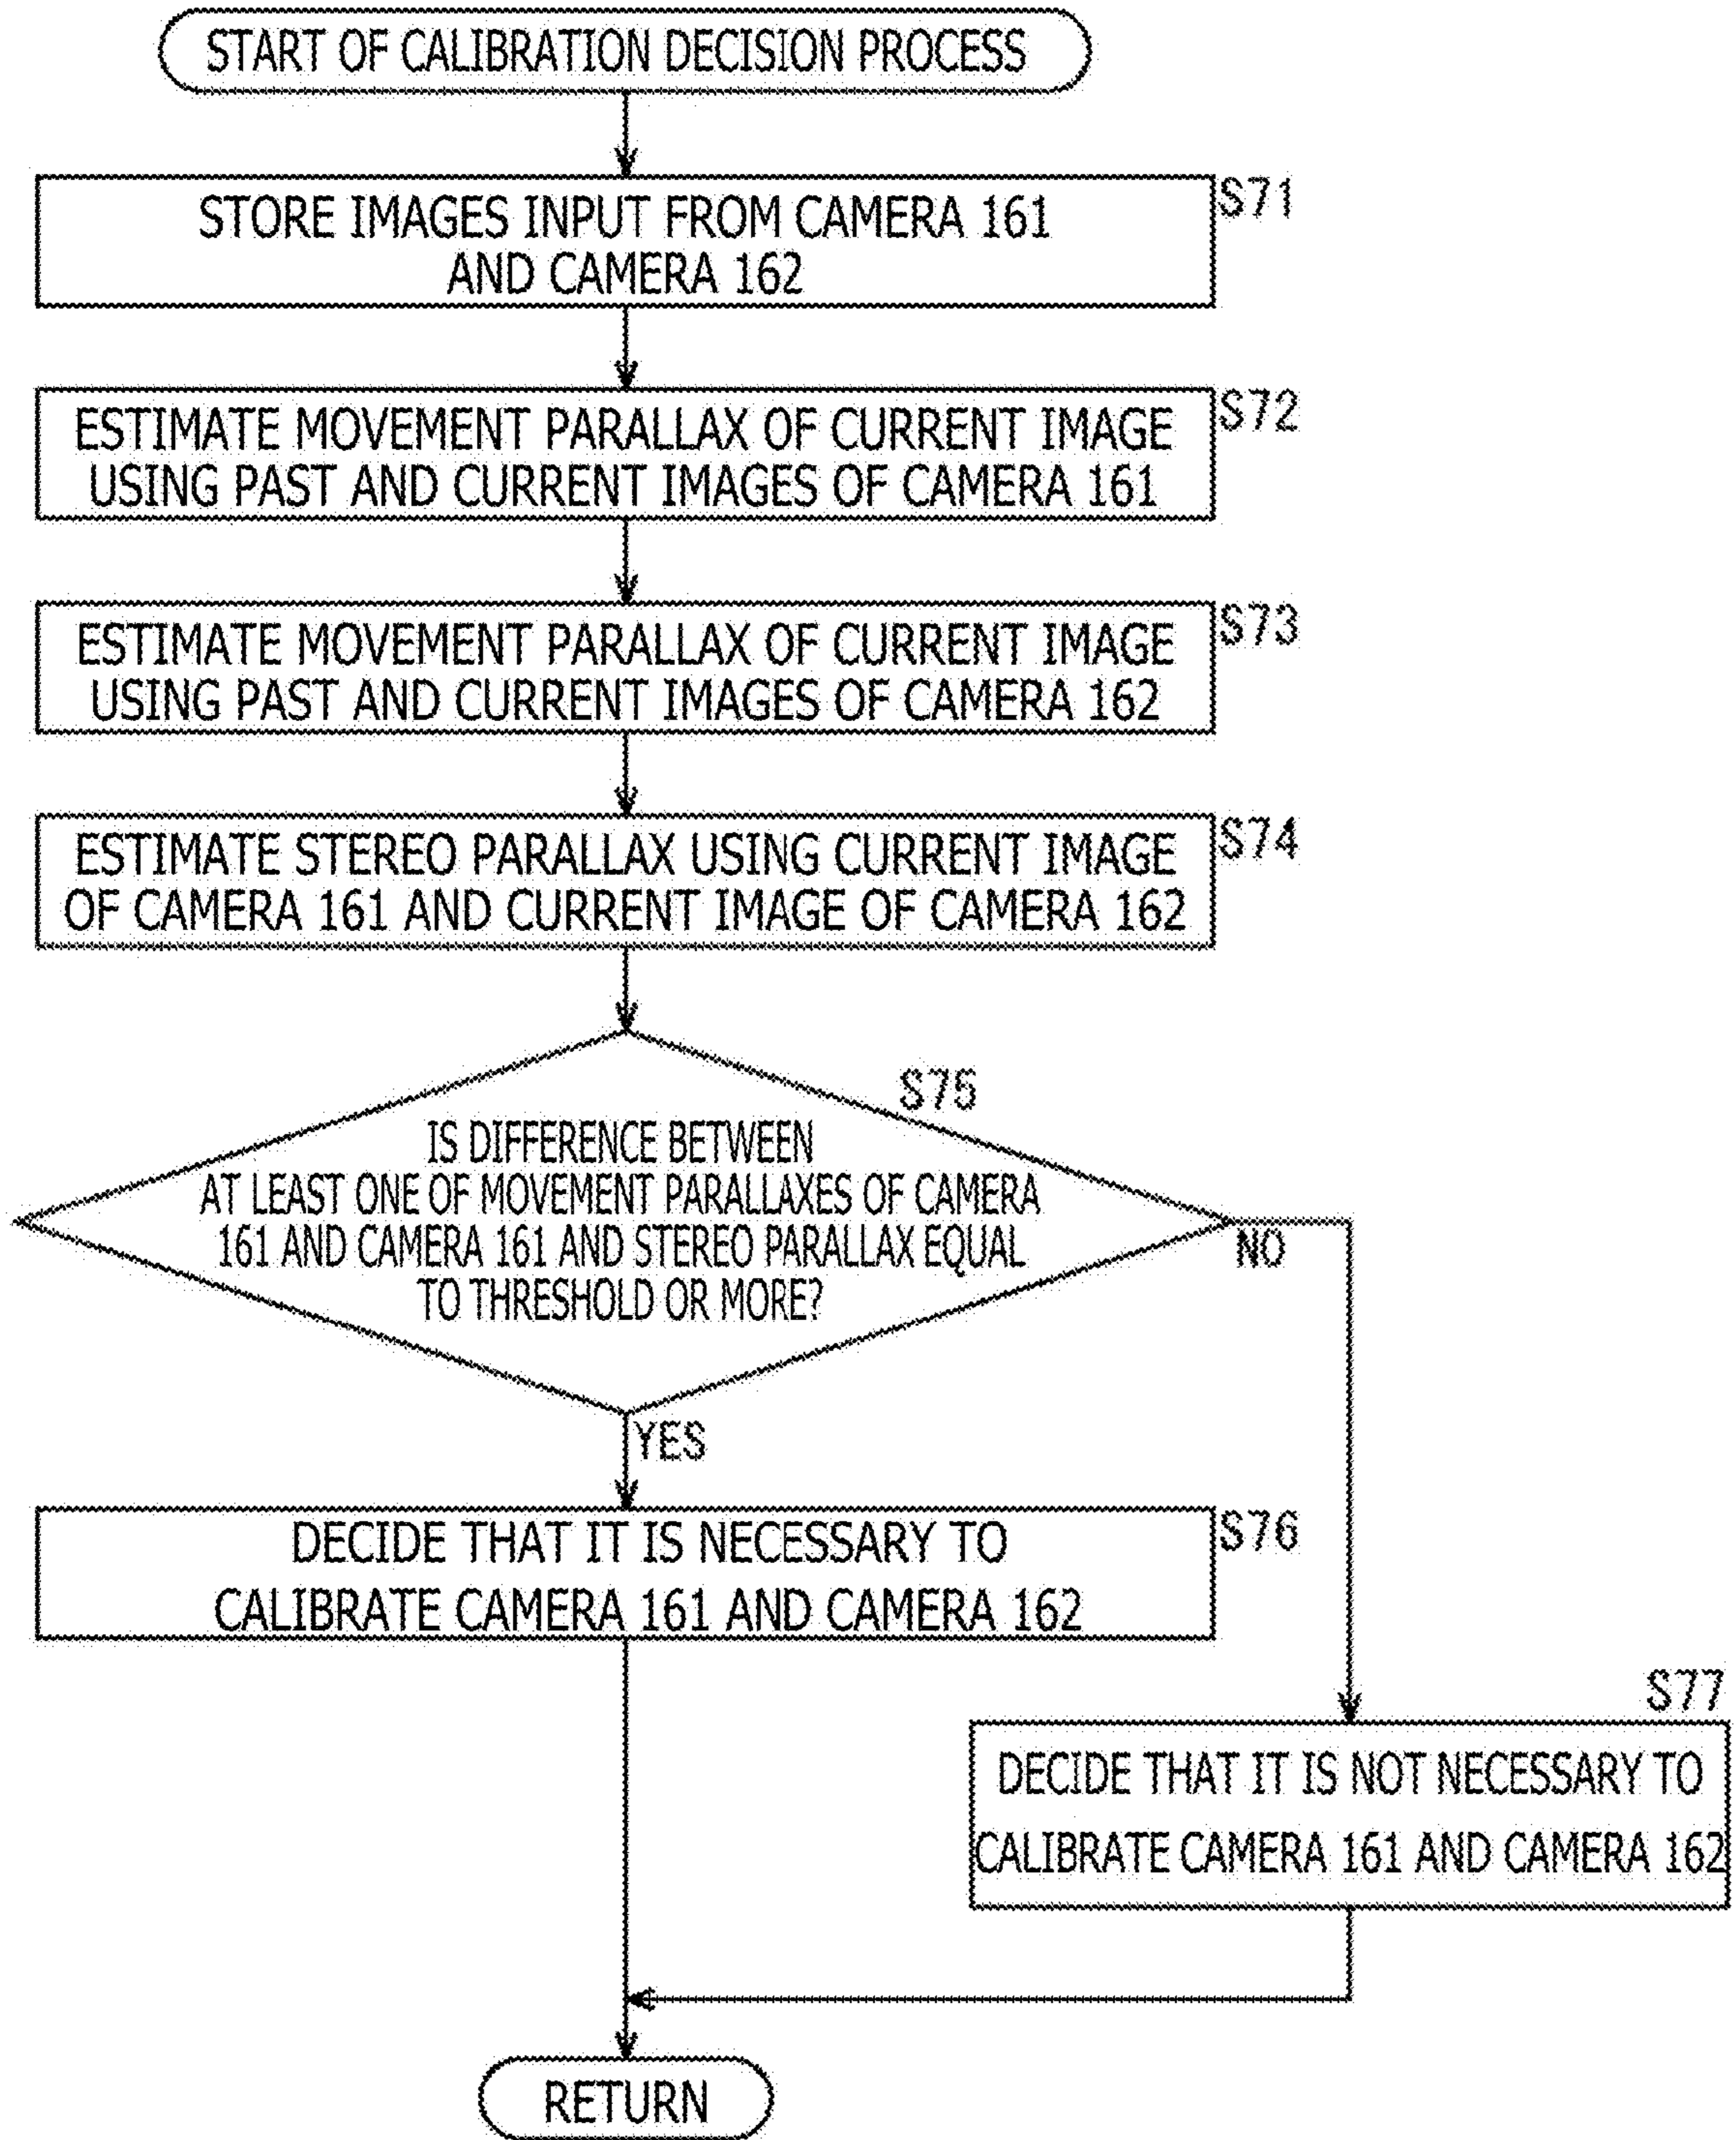 START OF CALIBRATION DECISION PROCESS
S71
STORE IMAGES INPUT FROM CAMERA 161
AND CAMERA 162
S72
ESTIMATE MOVEMENT PARALLAX OF CURRENT IMAGE
USING PAST AND CURRENT IMAGES OF CAMERA 161
S73
ESTIMATE MOVEMENT PARALLAX OF CURRENT IMAGE
USING PAST AND CURRENT IMAGES OF CAMERA 162
S74
ESTIMATE STEREO PARALLAX USING CURRENT IMAGE
OF CAMERA 161 AND CURRENT IMAGE OF CAMERA 162
S75
IS DIFFERENCE BETWEEN
AT LEAST ONE OF MOVEMENT PARALLAXES OF CAMERA
161 AND CAMERA 161 AND STEREO PARALLAX EQUAL
TO THRESHOLD OR MORE?
NO
YES
S76
DECIDE THAT IT IS NECESSARY TO
CALIBRATE CAMERA 161 AND CAMERA 162
S77
DECIDE THAT IT IS NOT NECESSARY TO
CALIBRATE CAMERA 161 AND CAMERA 162
RETURN